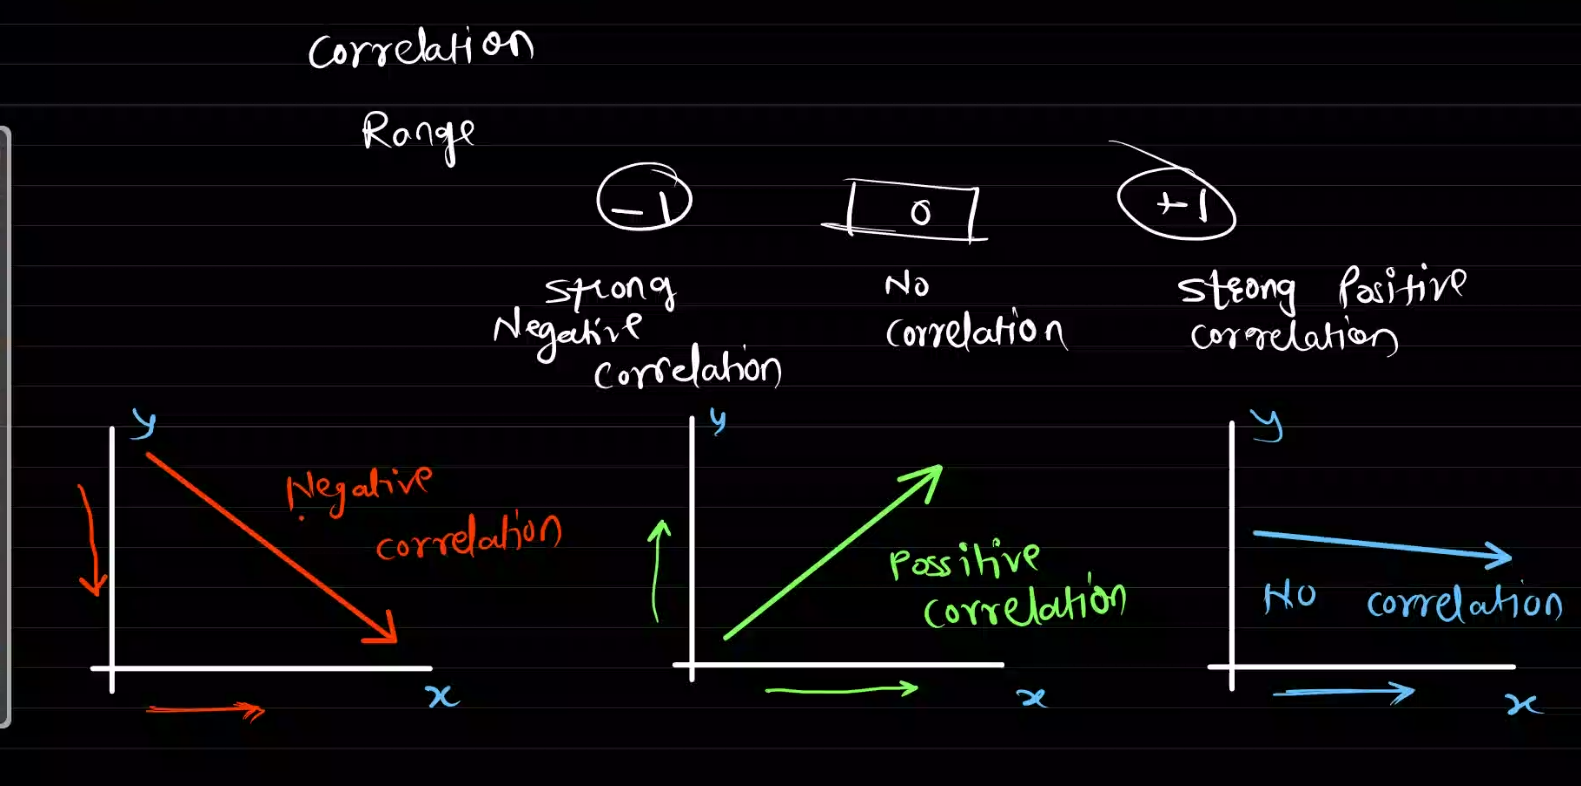 Correlation
Range
-1
0
+1
Strong
Negative
Correlation
No
Correlation
Strong Positive
Correlation
y
Negative
correlation
x
y
Possitive
correlation
x
y
No correlation
x